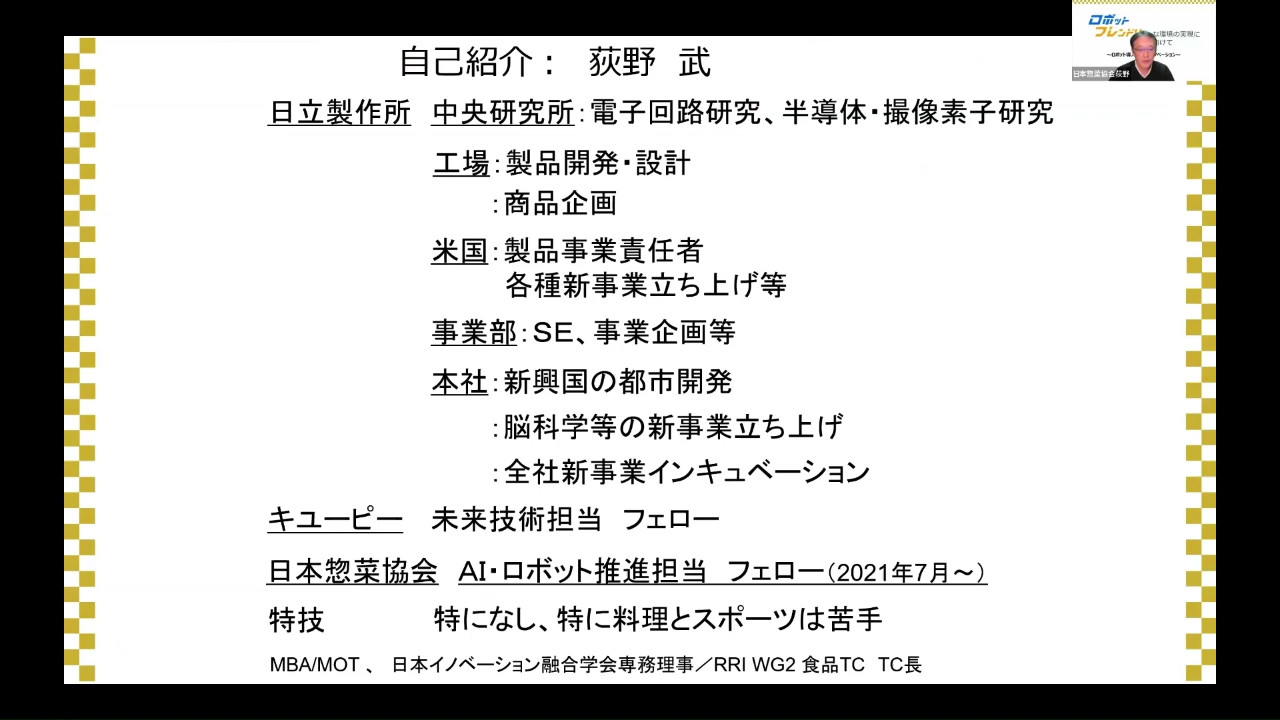 自己紹介： 荻野 武
日立製作所 中央研究所：電子回路研究、半導体・撮像素子研究
工場：製品開発・設計
：商品企画
米国：製品事業責任者
各種新事業立ち上げ等
事業部：SE、事業企画等
本社：新興国の都市開発
：脳科学等の新事業立ち上げ
：全社新事業インキュベーション
キユーピー 未来技術担当 フェロー
日本惣菜協会 AI・ロボット推進担当 フェロー（2021年7月～）
特技 特になし、特に料理とスポーツは苦手
MBA/MOT 、 日本イノベーション融合学会専務理事／RRI WG2 食品TC TC長
ロボット
フレンドリ
な環境の実現に
けて
日本惣菜協会荻野